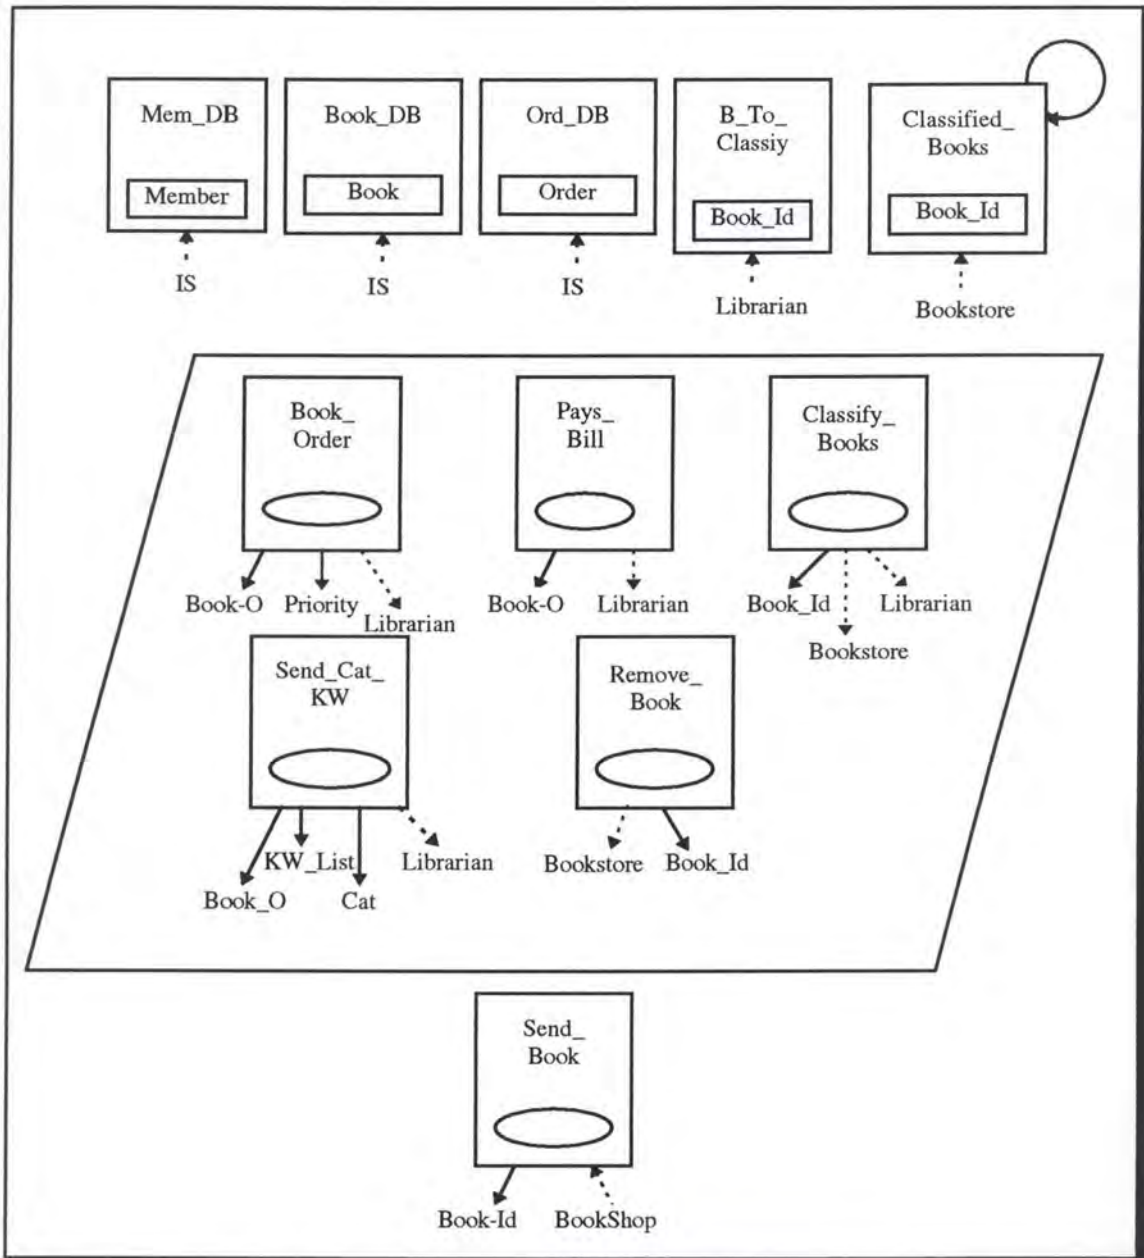 Mem_DB
Book_DB
Ord_DB
B_To_
Classiy
Classified_
Books
Member
Book
Order
Book_Id
Book_Id
IS
IS
IS
Librarian
Bookstore
Book_
Order
Pays_
Bill
Classify_
Books
Book-O
Priority
Librarian
Book-O
Librarian
Book_Id
Bookstore
Librarian
Send_Cat_
KW
Remove_
Book
KW_List
Librarian
Book_O
Cat
Bookstore
Book_Id
Send_
Book
Book-Id
BookShop